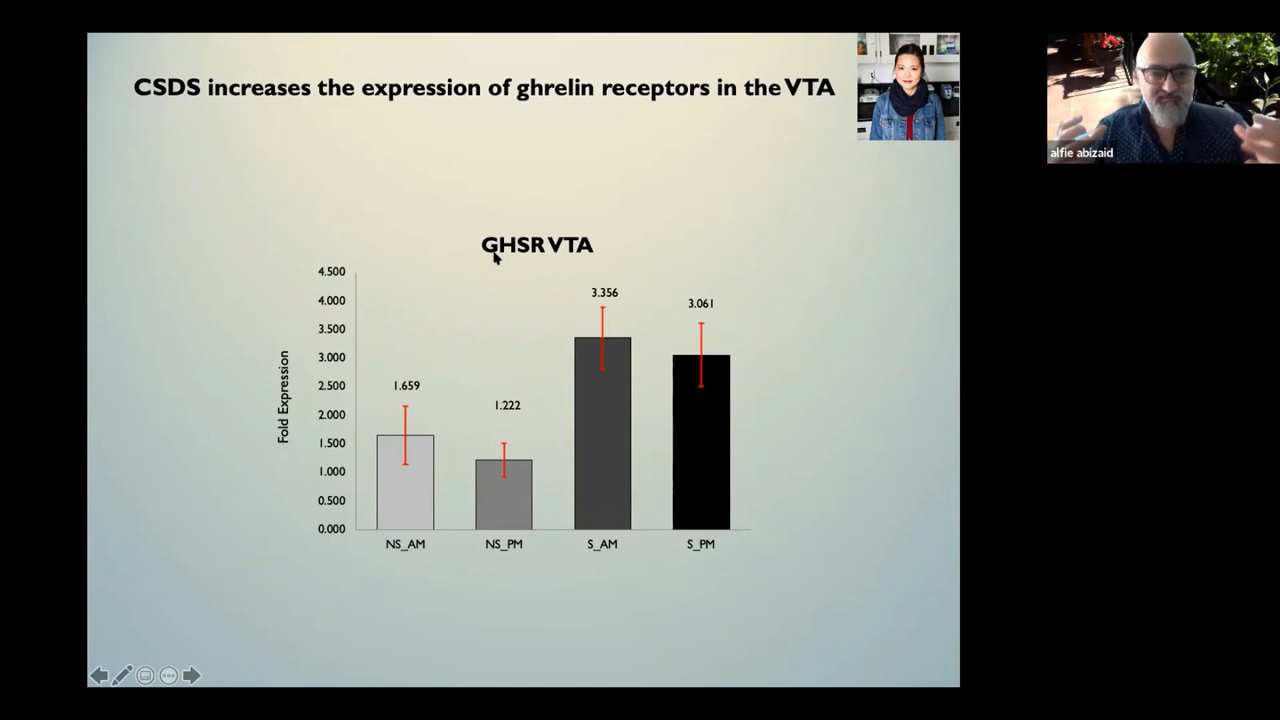 CSDS increases the expression of ghrelin receptors in the VTA
alfie abizaid
GHSR VTA
Fold Expression
4.500
4.000
3.500
3.000
2.500
2.000
1.500
1.000
0.500
0.000
1.659
1.222
3.356
3.061
NS_AM
NS_PM
S_AM
S_PM